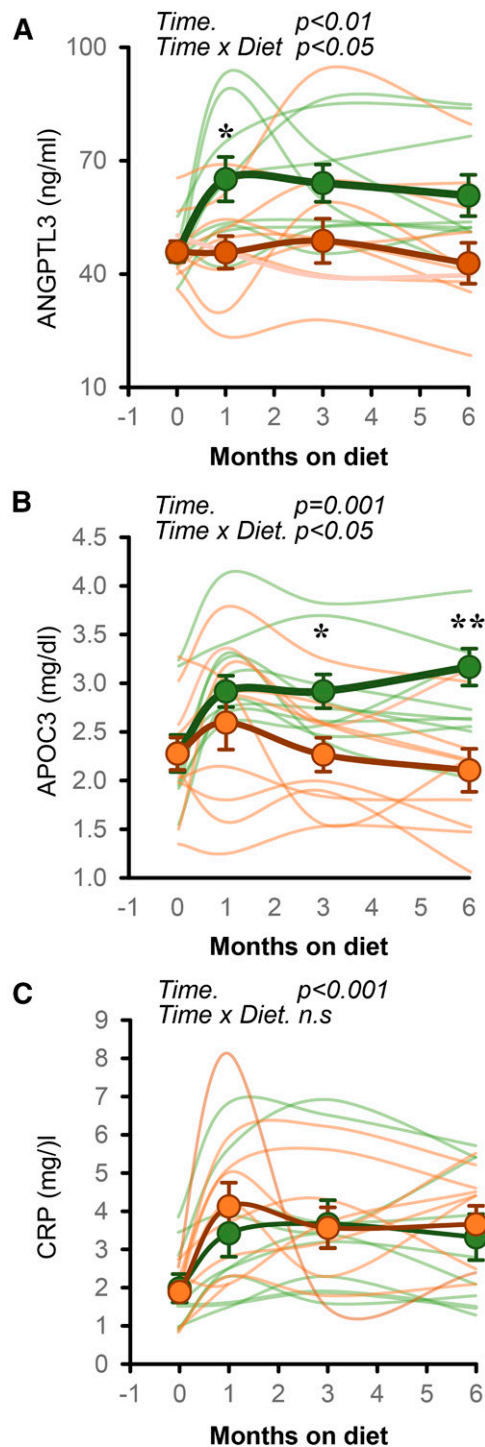 A
Time. p<0.01
Time x Diet p<0.05
100
70
40
10
ANGPTL3 (ng/ml)
*
-1 0 1 2 3 4 5 6
Months on diet
B
Time. p=0.001
Time x Diet. p<0.05
4.5
4.0
3.5
3.0
2.5
2.0
1.5
1.0
APOC3 (mg/dl)
* **
-1 0 1 2 3 4 5 6
Months on diet
C
Time. p<0.001
Time x Diet. n.s
9
8
7
6
5
4
3
2
1
0
CRP (mg/)l
-1 0 1 2 3 4 5 6
Months on diet